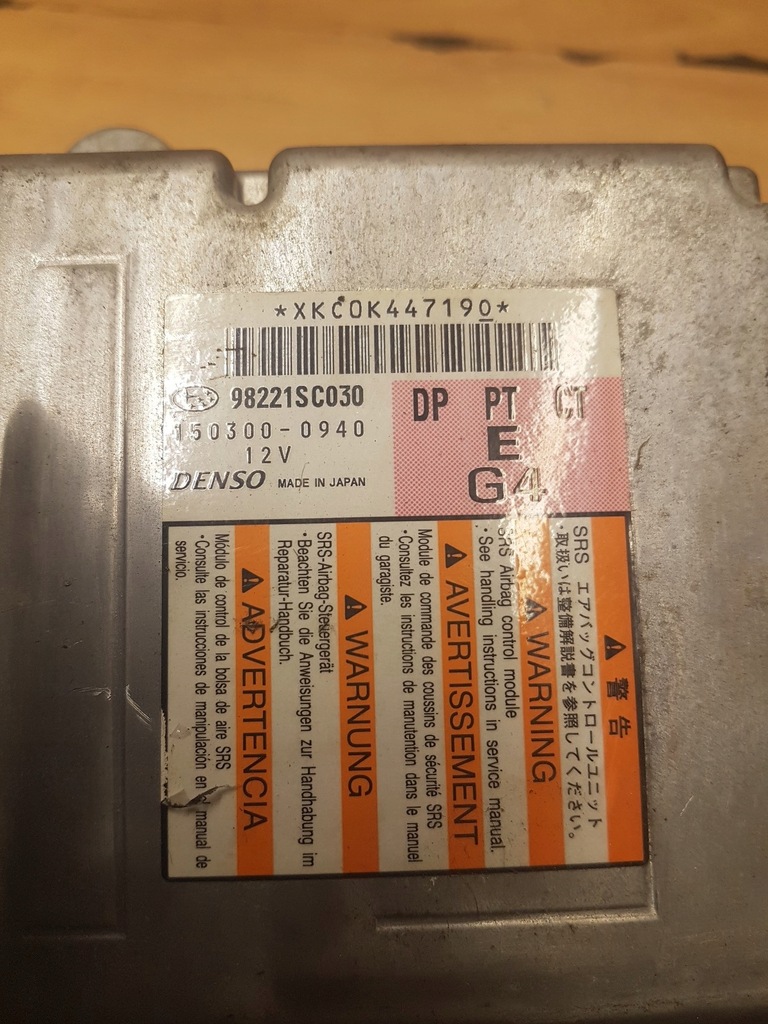 *XKC0K447190*
98221SC030
150300-0940
12V
DENSO MADE IN JAPAN
DP PT CT
E
G4
警告
SRS エアバッグコントロールユニット
・取扱いは整備解説書を参照してください。
WARNING
SRS Airbag control module
・See handling instructions in service manual.
AVERTISSEMENT
Module de commande des coussins de sécurité SRS
・Consultez les instructions de manutention dans le manuel
du garagiste.
WARNUNG
SRS-Airbag-Steuergerät
・Beachten Sie die Anweisungen zur Handhabung im
Reparatur-Handbuch.
ADVERTENCIA
Módulo de control de la bolsa de aire SRS
・Consulte las instrucciones de manipulación en el manual de
servicio.